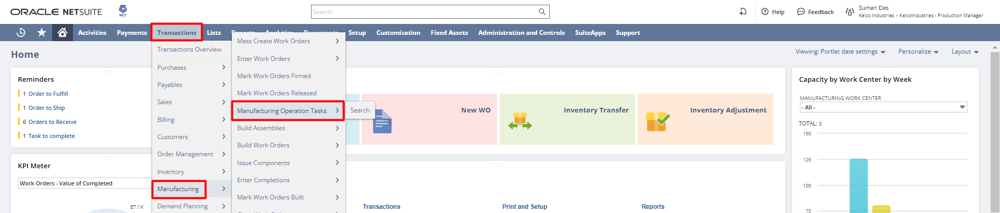 ORACLE NETSUITE
WCT
Search
Help
Feedback
Suman Das
Kelco Industries - KelcoIndustries - Production Manager
Activities
Payments
Transactions
Lists
Reports
Analytics
Documents
Setup
Customization
Fixed Assets
Administration and Controls
SuiteApps
Support
Home
Viewing: Portlet date settings
Personalize
Layout
Transactions Overview
Purchases
Payables
Sales
Billing
Customers
Order Management
Inventory
Manufacturing
Demand Planning
Mass Create Work Orders
Enter Work Orders
Mark Work Orders Firmed
Mark Work Orders Released
Manufacturing Operation Tasks
Build Assemblies
Build Work Orders
Issue Components
Enter Completions
Mark Work Orders Built
Search
Reminders
1 Order to Fulfill
1 Order to Ship
6 Orders to Receive
1 Task to complete
KPI Meter
Work Orders - Value of Completed
67.1K
New WO
Inventory Transfer
Inventory Adjustment
Transactions
Print and Setup
Reports
Capacity by Work Center by Week
MANUFACTURING WORK CENTER
- All -
TOTAL: 3
150
125
100
75